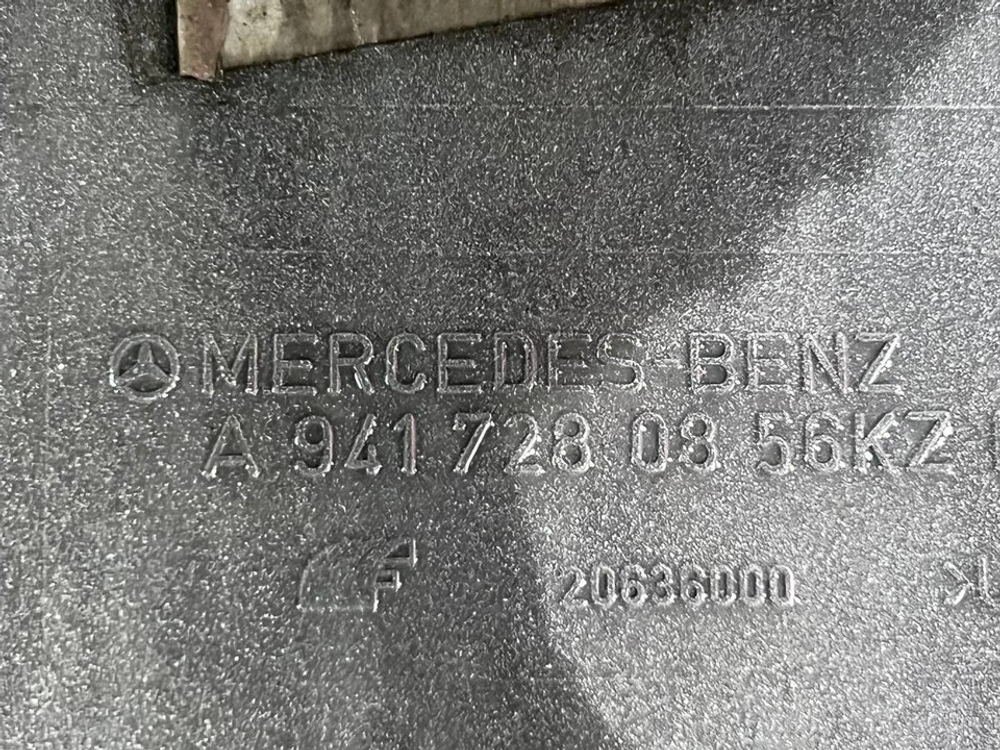 MERCEDES-BENZ
A 941 728 08 56KZ
20636000